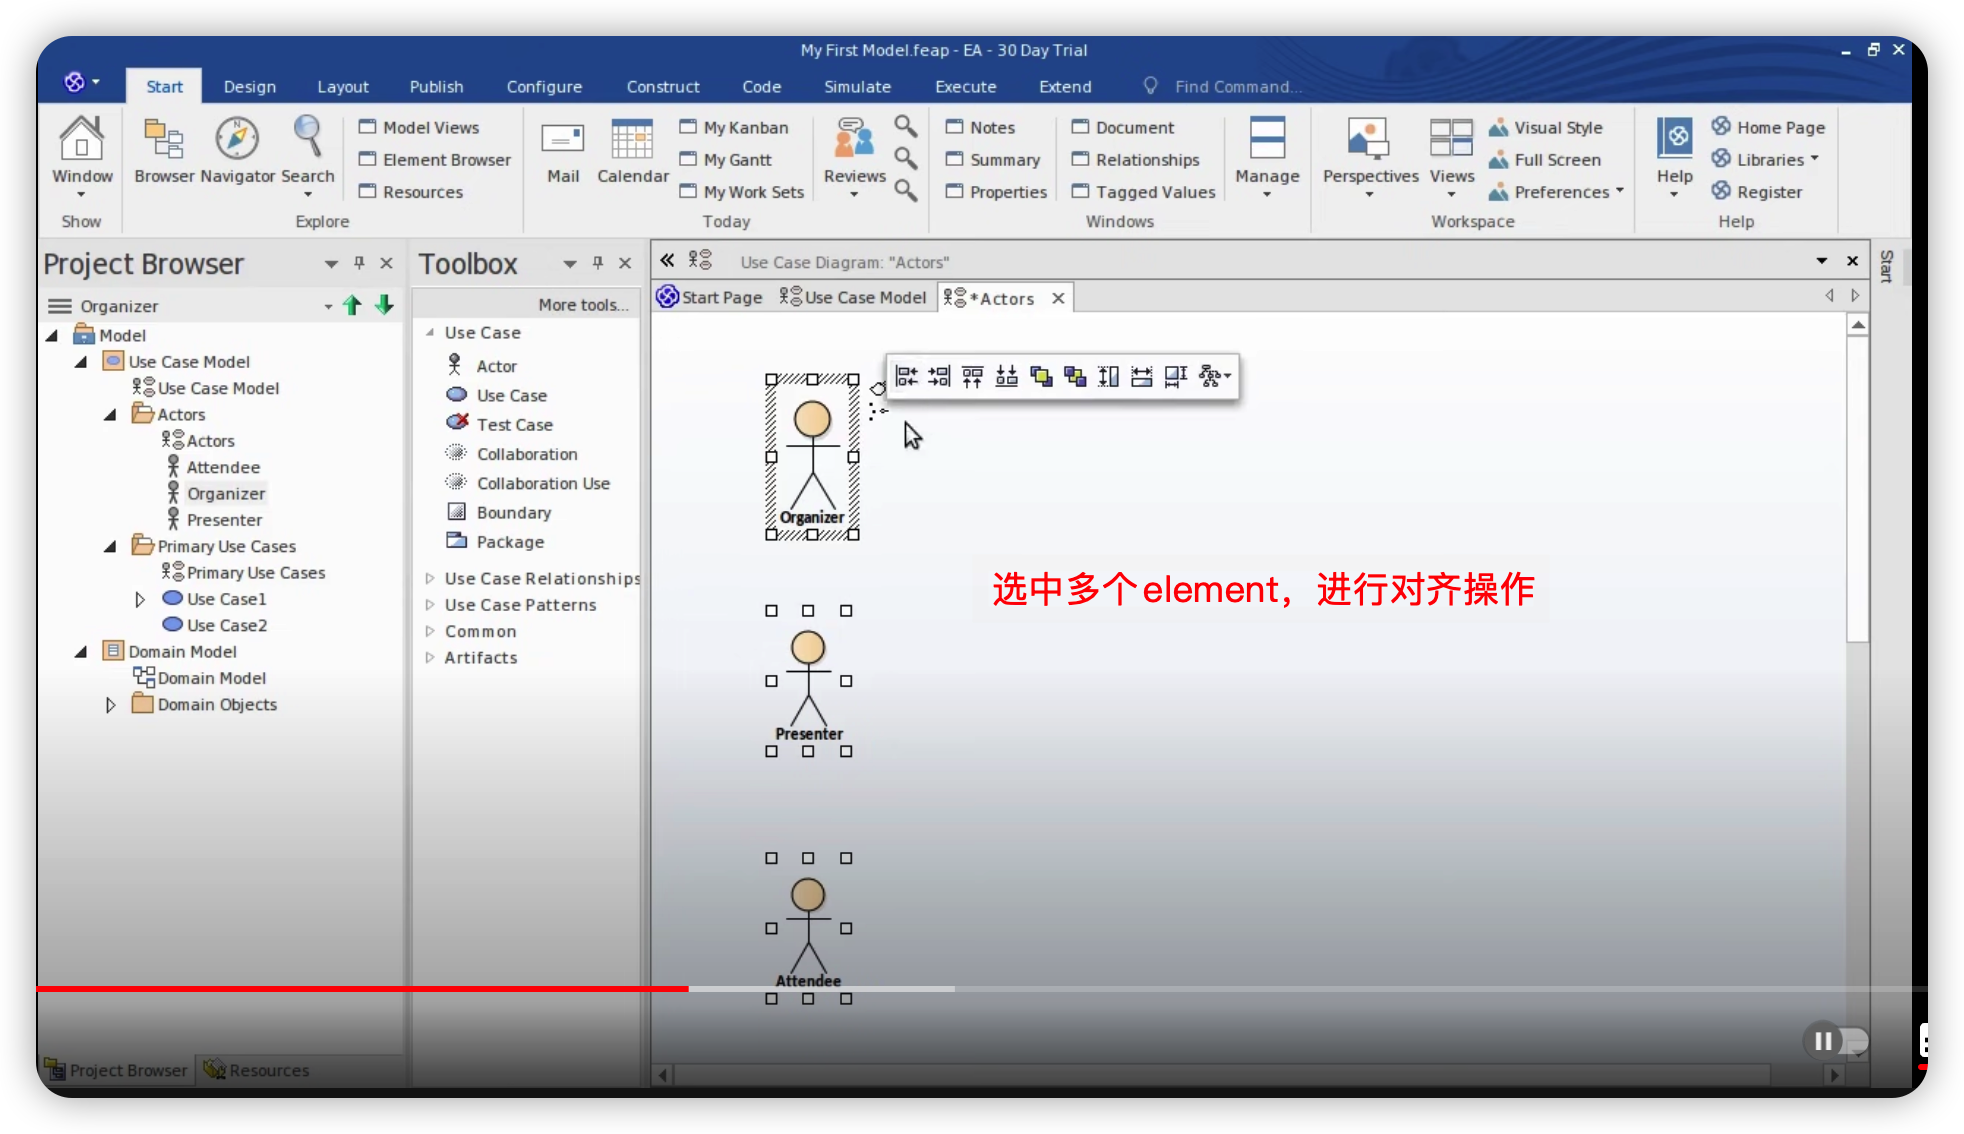 My First Model.feap - EA - 30 Day Trial
Start Design Layout Publish Configure Construct Code Simulate Execute Extend Find Command...
Window
Show
Browser Navigator Search
Model Views
Element Browser
Resources
Explore
Mail Calendar
My Kanban
My Gantt
My Work Sets
Today
Reviews
Notes
Summary
Properties
Document
Relationships
Tagged Values
Windows
Manage
Perspectives Views
Visual Style
Full Screen
Preferences
Workspace
Help
Home Page
Libraries
Register
Help
Project Browser
Organizer
Model
Use Case Model
Use Case Model
Actors
Actors
Attendee
Organizer
Presenter
Primary Use Cases
Primary Use Cases
Use Case1
Use Case2
Domain Model
Domain Model
Domain Objects
Project Browser Resources
Toolbox
More tools...
Use Case
Actor
Use Case
Test Case
Collaboration
Collaboration Use
Boundary
Package
Use Case Relationships
Use Case Patterns
Common
Artifacts
Use Case Diagram: "Actors"
Start Page Use Case Model *Actors
Organizer
选中多个element，进行对齐操作
Presenter
Attendee
Start